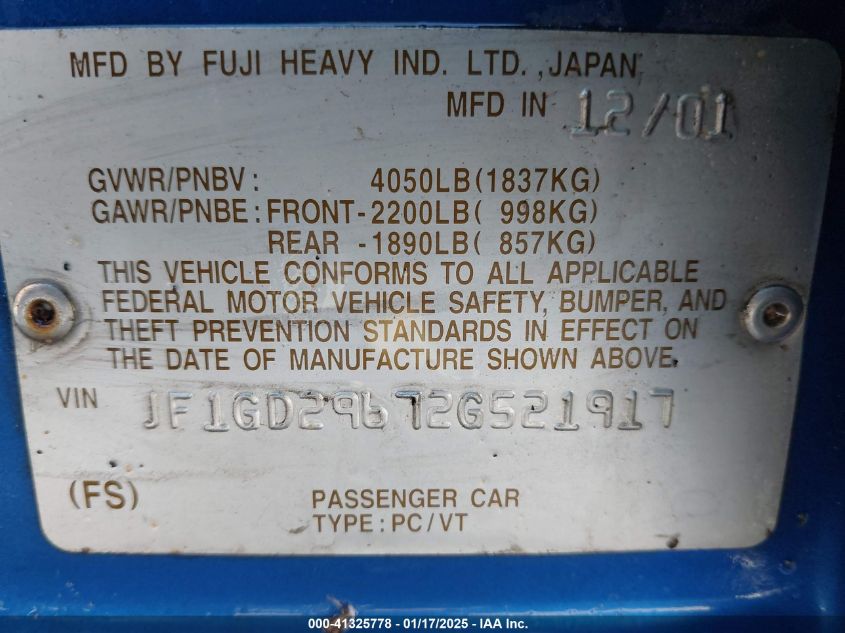 MFD BY FUJI HEAVY IND. LTD., JAPAN
MFD IN 12/01
GVWR/PNBV: 4050LB(1837KG)
GAWR/PNBE: FRONT-2200LB( 998KG)
REAR -1890LB( 857KG)
THIS VEHICLE CONFORMS TO ALL APPLICABLE
FEDERAL MOTOR VEHICLE SAFETY, BUMPER, AND
THEFT PREVENTION STANDARDS IN EFFECT ON
THE DATE OF MANUFACTURE SHOWN ABOVE.
VIN JF1GD29672G521917
(FS) PASSENGER CAR
TYPE: PC/VT
000-41325778 - 01/17/2025 - IAA Inc.